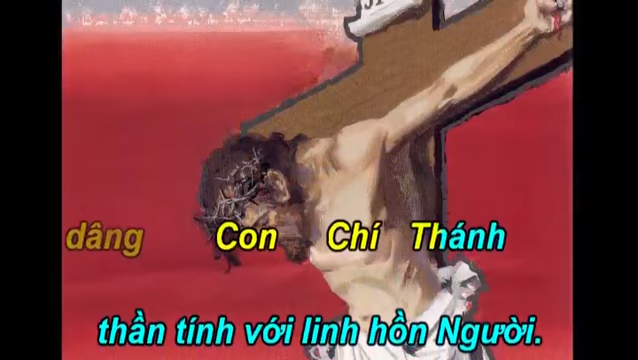 dâng Con Chí Thánh
thần tính với linh hồn Người.